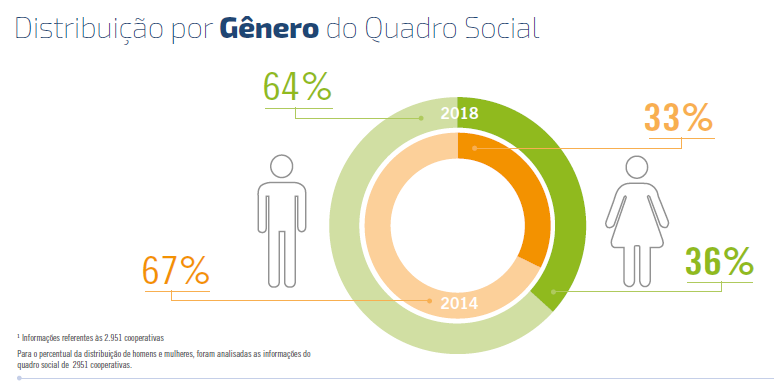 Distribuição por Gênero do Quadro Social
64%
2018
33%
67%
36%
2014
¹ Informações referentes às 2.951 cooperativas
Para o percentual da distribuição de homens e mulheres, foram analisadas as informações do
quadro social de 2951 cooperativas.